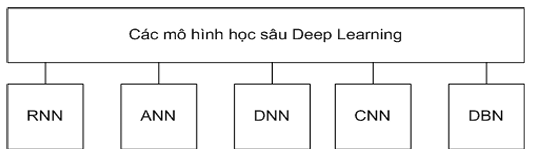 Các mô hình học sâu Deep Learning
RNN ANN DNN CNN DBN